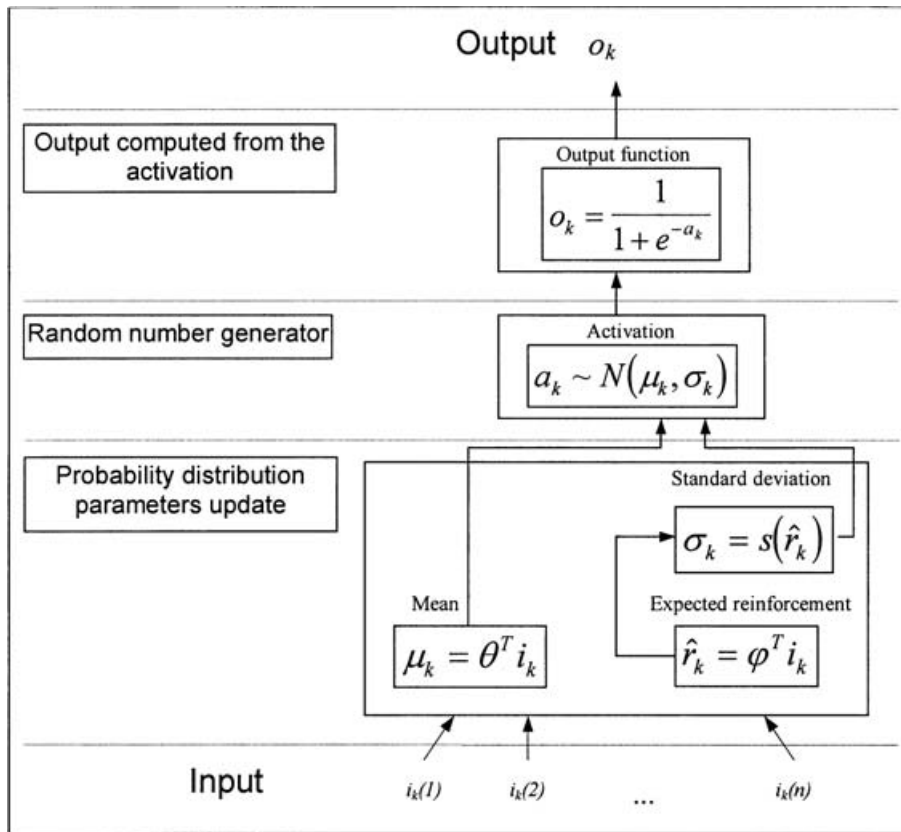 Output o_k
Output computed from the
activation
Output function
o_k = 1 / (1 + e^{-a_k})
Random number generator
Activation
a_k ~ N(μ_k, σ_k)
Probability distribution
parameters update
Standard deviation
σ_k = s(r̂_k)
Mean
Expected reinforcement
μ_k = θ^T i_k
r̂_k = φ^T i_k
Input
i_k(1) i_k(2) ... i_k(n)